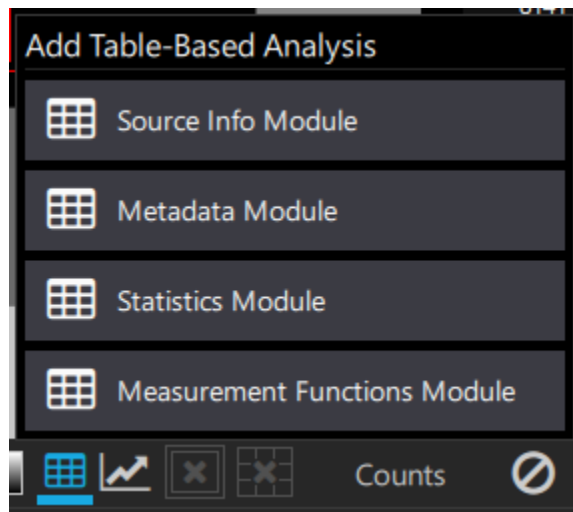 Add Table-Based Analysis
Source Info Module
Metadata Module
Statistics Module
Measurement Functions Module
Counts